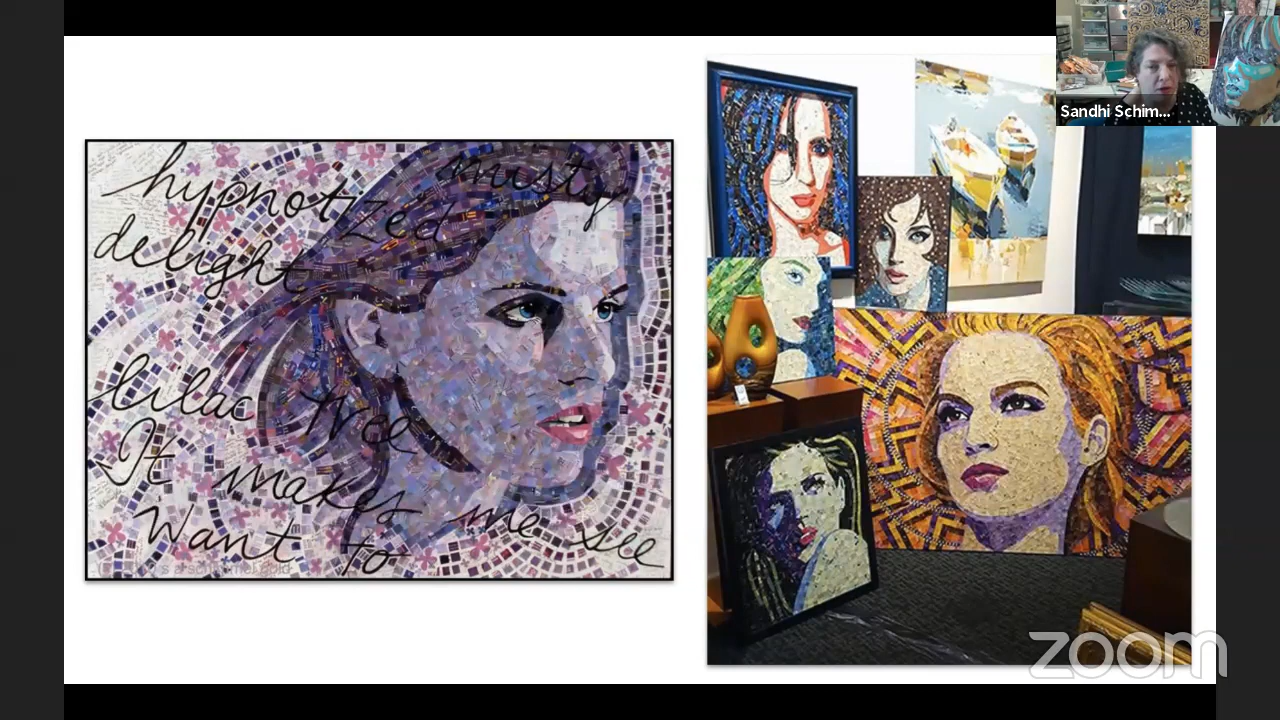 Sandhi Schim...
hypnotized misty
delight
lilac tree
It makes me see
Want to
zoom